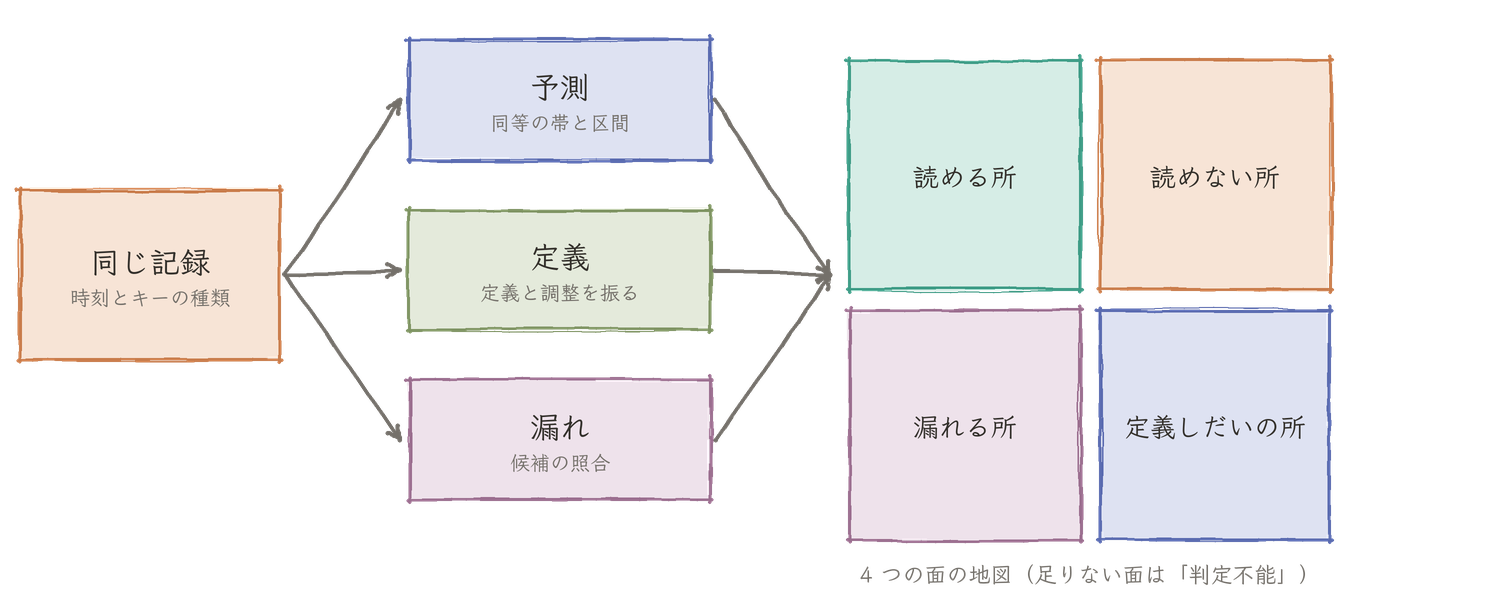 同じ記録
時刻とキーの種類
予測
同等の帯と区間
定義
定義と調整を振る
漏れ
候補の照合
読める所
読めない所
漏れる所
定義しだいの所
4 つの面の地図（足りない面は「判定不能」）